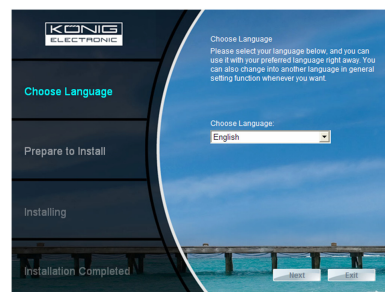 KÖNIG
ELECTRONIC
Choose Language
Prepare to Install
Installing
Installation Completed
Choose Language
Please select your language below, and you can
use it with your preferred language right away. You
can also change into another language in general
setting function whenever you want.
Choose Language:
English
Next
Exit